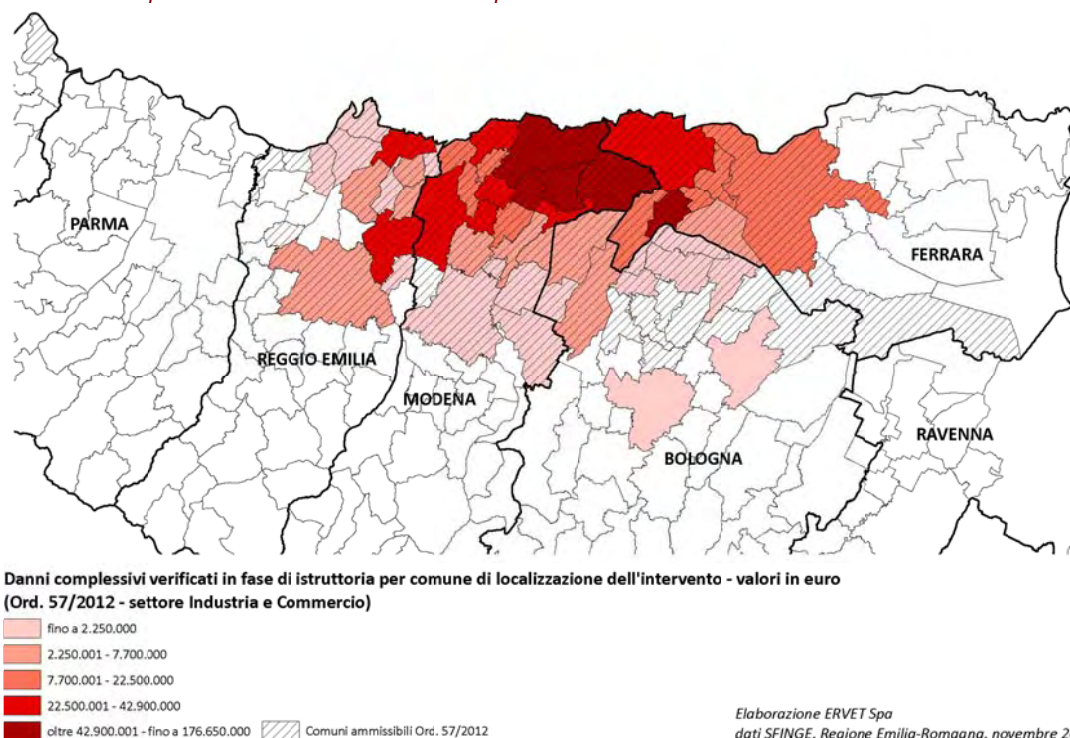 PARMA
REGGIO EMILIA
MODENA
BOLOGNA
FERRARA
RAVENNA
Danni complessivi verificati in fase di istruttoria per comune di localizzazione dell'intervento - valori in euro
(Ord. 57/2012 - settore Industria e Commercio)
fino a 2.250.000
2.250.001 - 7.700.000
7.700.001 - 22.500.000
22.500.001 - 42.900.000
oltre 42.900.001 - fino a 176.650.000
Comuni ammissibili Ord. 57/2012
Elaborazione ERVET Spa
dati SFINGE, Regione Emilia-Romagna, novembre